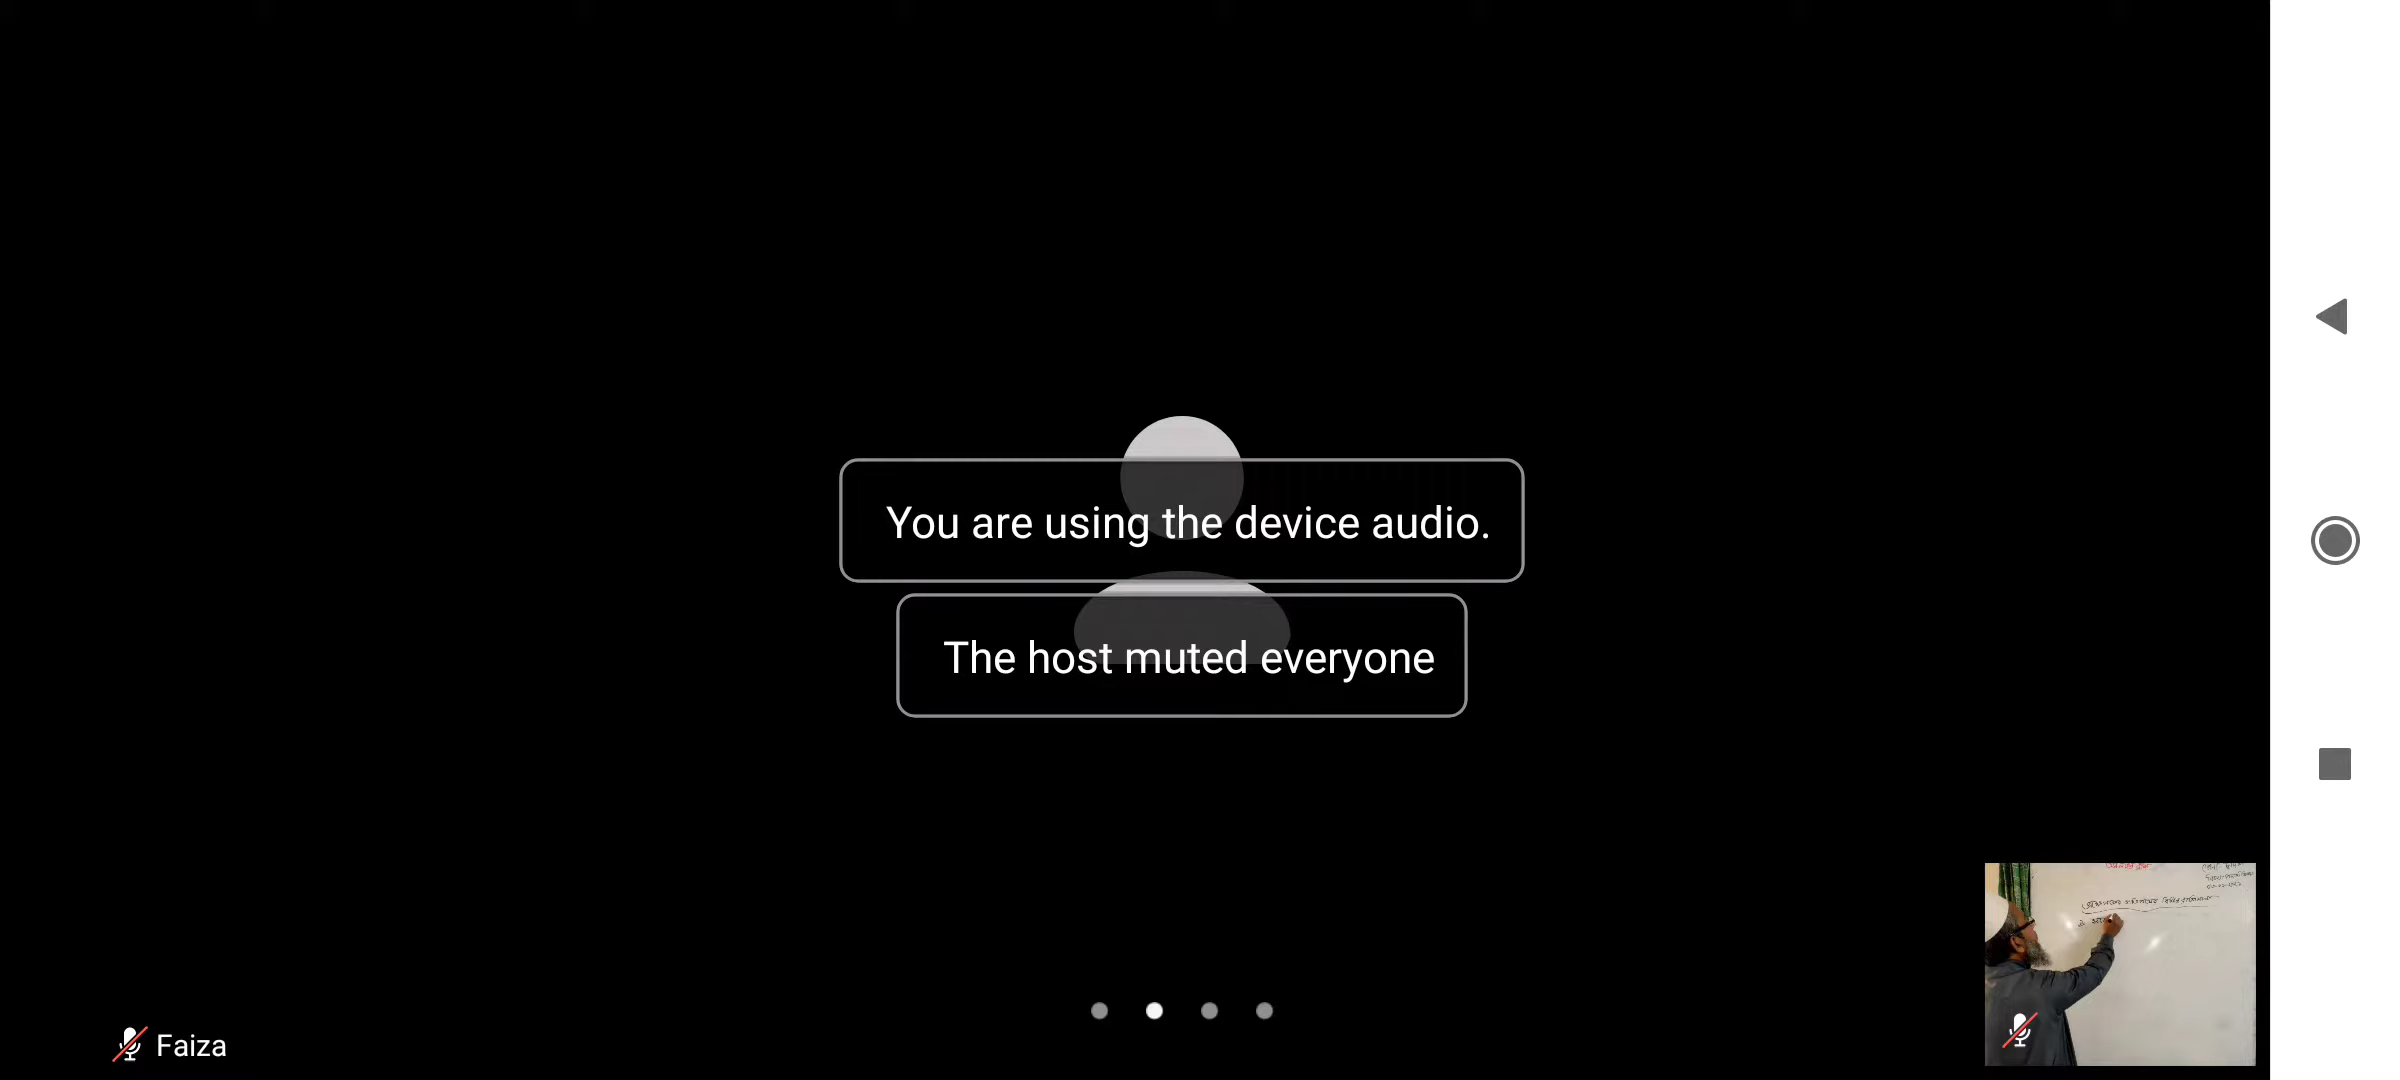 You are using the device audio.
The host muted everyone
Faiza